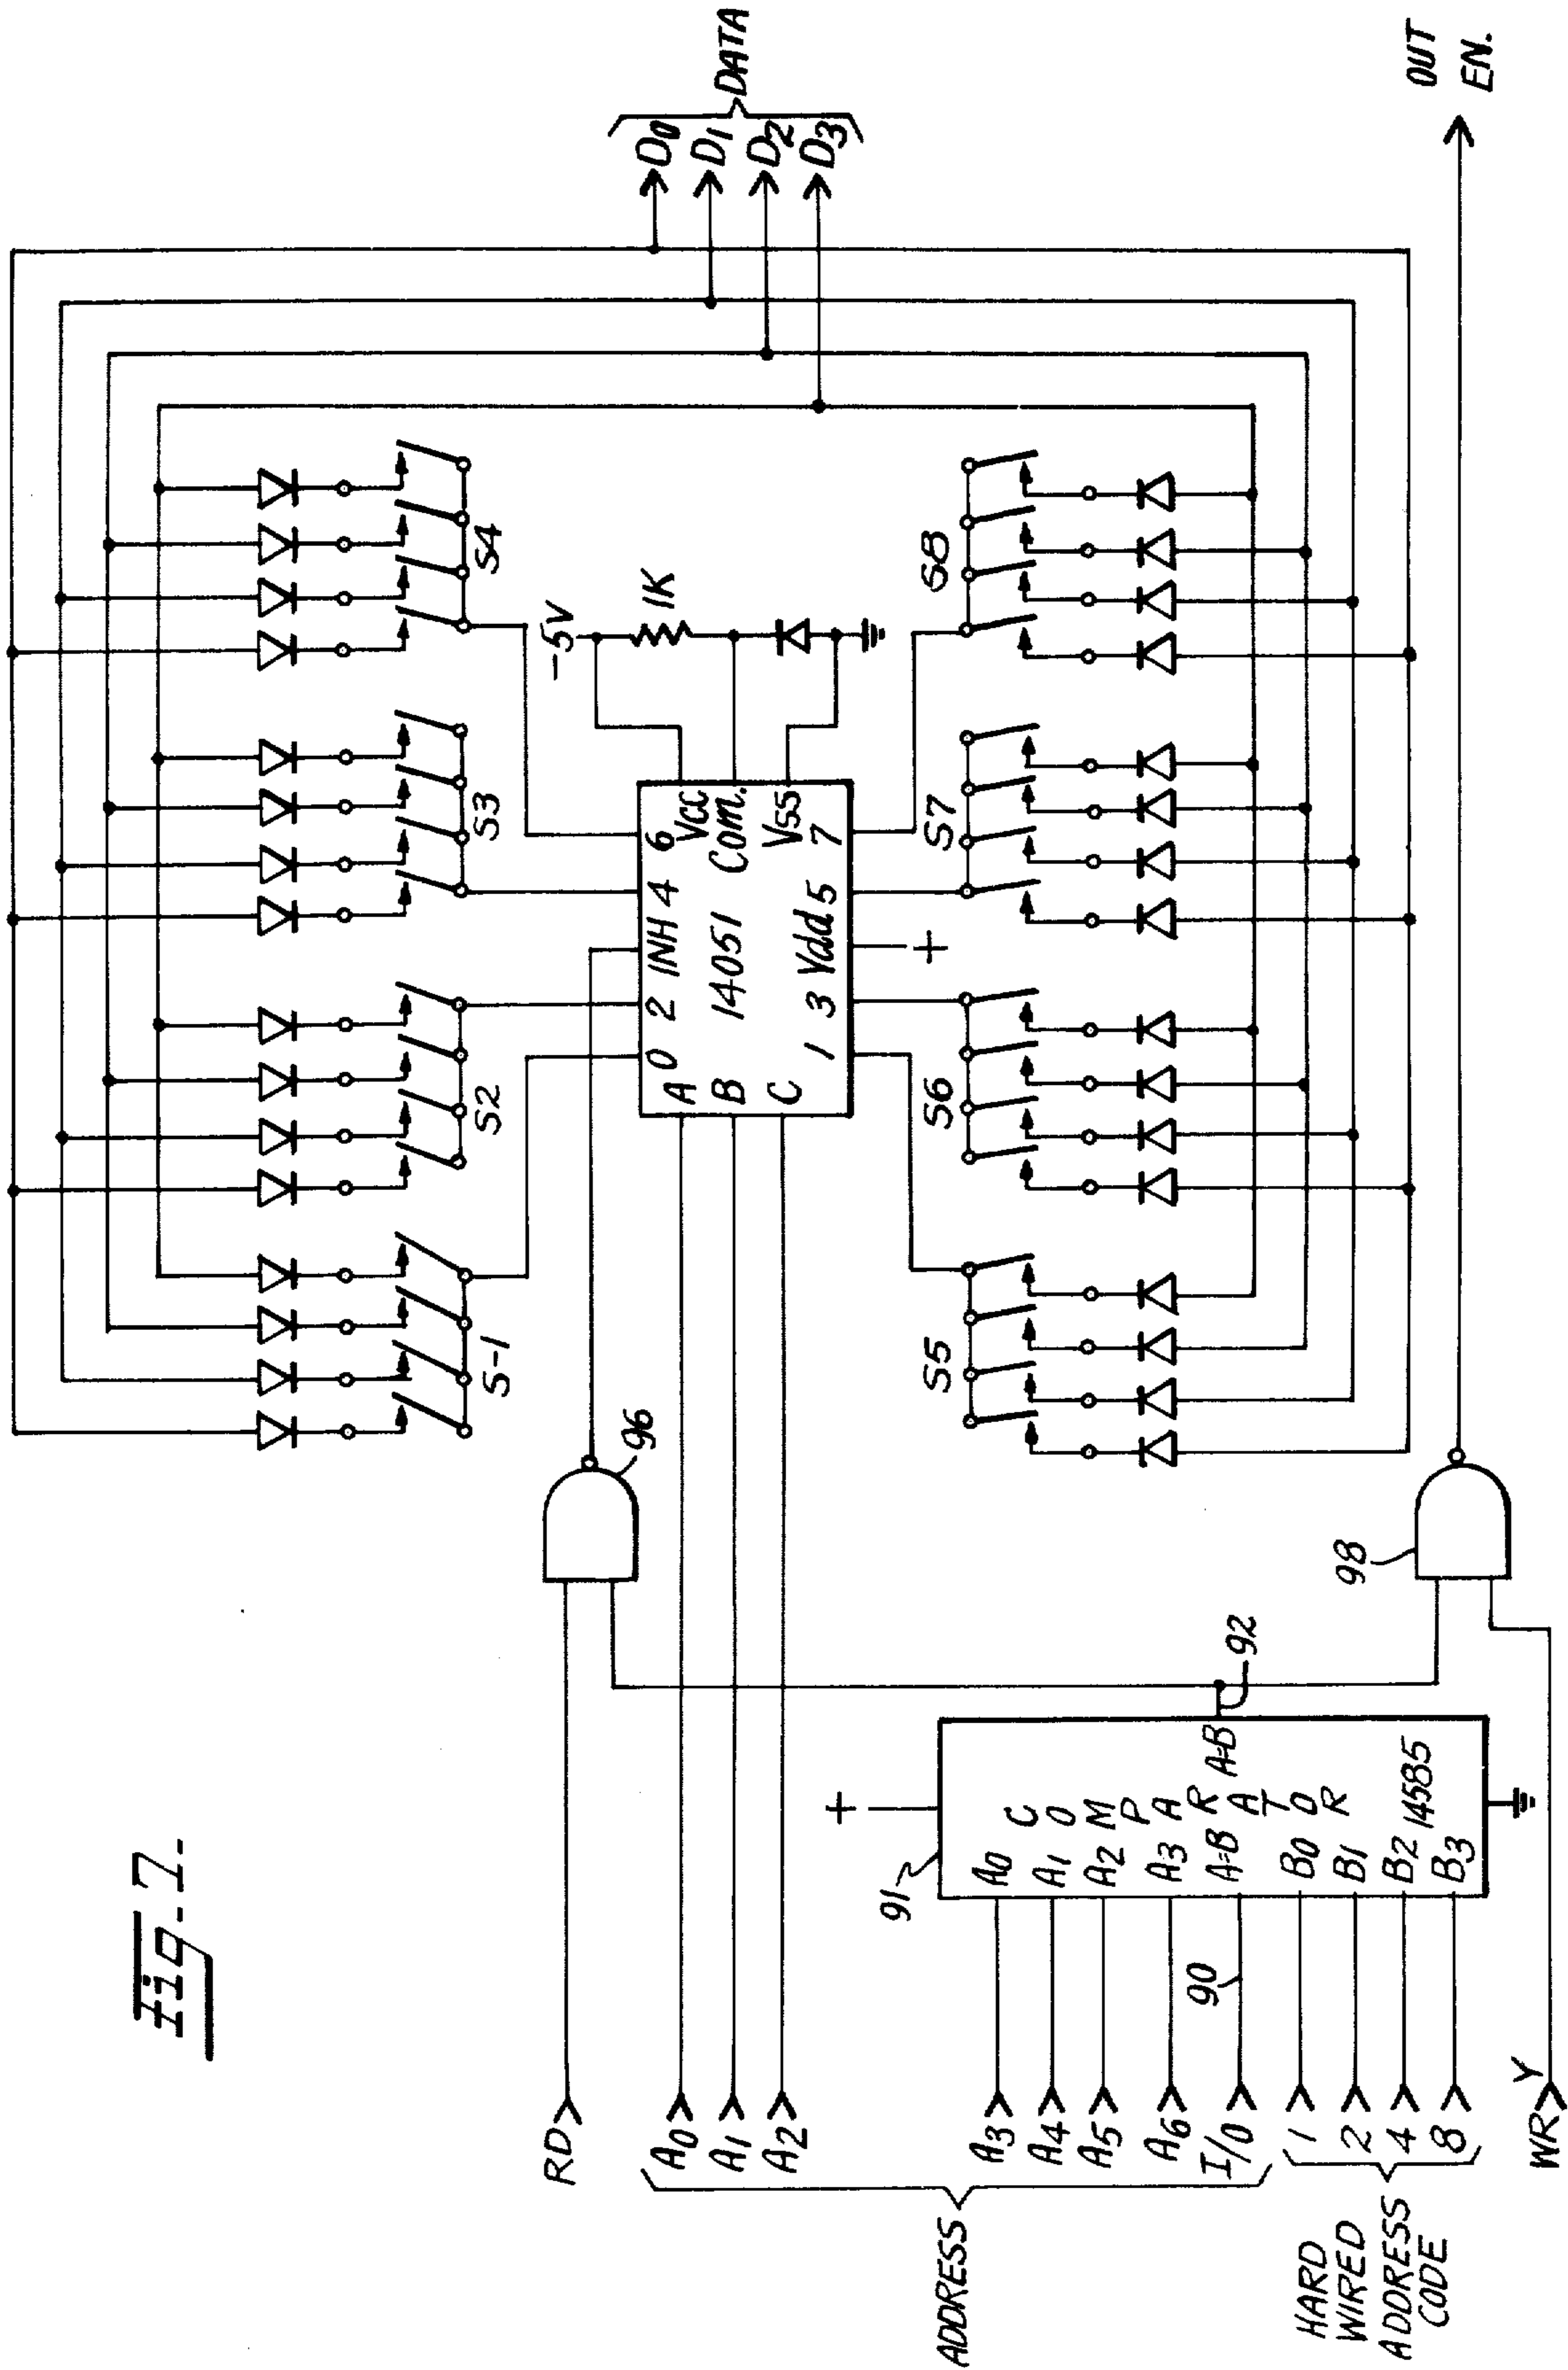 Fig. 7.
RD
A0
A1
A2
ADDRESS
A3
A4
A5
A6
I/O
90
HARD
WIRED
ADDRESS
CODE
1
2
4
8
WR Y
91
+
A0
A1
A2
A3
A=B
B0
B1
B2
B3
COMPARATOR
14585
A=B
92
96
98
S-1
S2
S3
S4
0 2 INH 4 6
A
B
C
14051
VCC
Com.
VSS
1 3 Vdd 5 7
+
-5V
1K
S5
S6
S7
S8
D0
D1
D2
D3
DATA
OUT
EN.